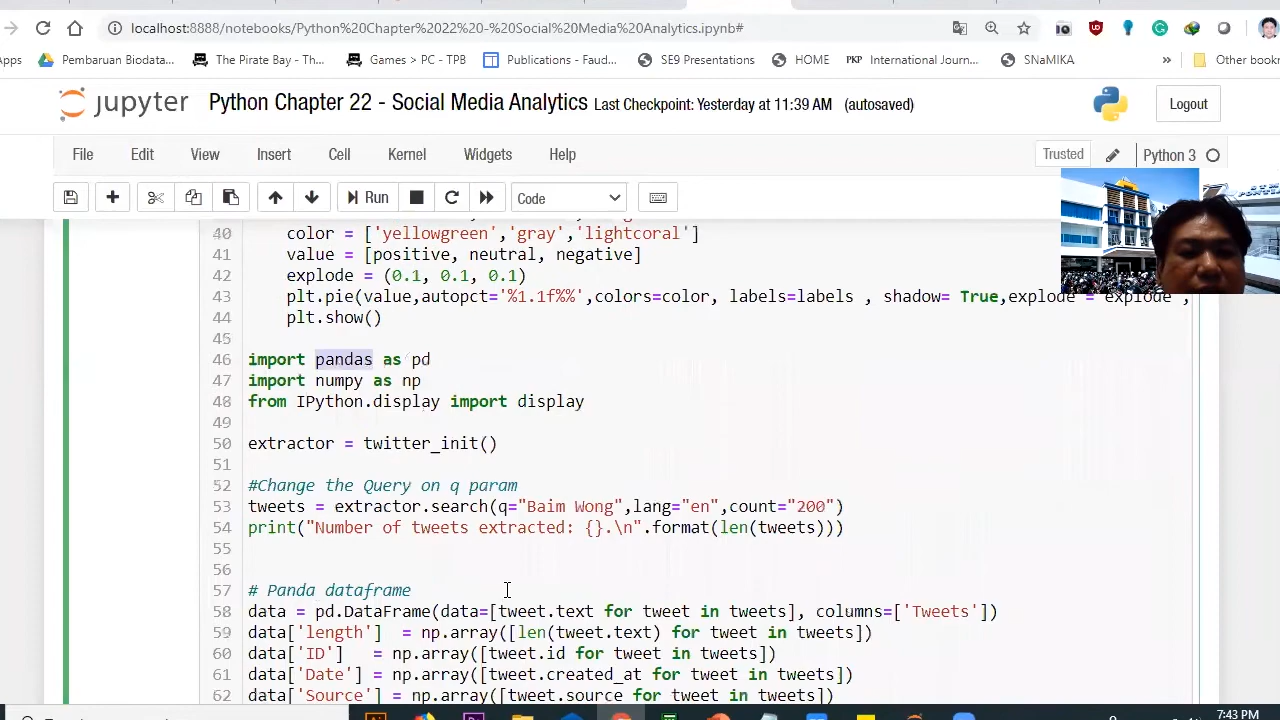 localhost:8888/notebooks/Python%20Chapter%2022%20-%20Social%20Media%20Analytics.ipynb#
Apps Pembaruan Biodata... The Pirate Bay - Th... Games > PC - TPB Publications - Faud... SE9 Presentations HOME PKP International Journ... SNaMIKA » Other bookr
jupyter Python Chapter 22 - Social Media Analytics Last Checkpoint: Yesterday at 11:39 AM (autosaved) Logout
File Edit View Insert Cell Kernel Widgets Help Trusted Python 3
Run Code
40 color = ['yellowgreen','gray','lightcoral']
41 value = [positive, neutral, negative]
42 explode = (0.1, 0.1, 0.1)
43 plt.pie(value,autopct='%1.1f%%',colors=color, labels=labels , shadow= True,explode = explode ,
44 plt.show()
45
46 import pandas as pd
47 import numpy as np
48 from IPython.display import display
49
50 extractor = twitter_init()
51
52 #Change the Query on q param
53 tweets = extractor.search(q="Baim Wong",lang="en",count="200")
54 print("Number of tweets extracted: {}.\n".format(len(tweets)))
55
56
57 # Panda dataframe
58 data = pd.DataFrame(data=[tweet.text for tweet in tweets], columns=['Tweets'])
59 data['length'] = np.array([len(tweet.text) for tweet in tweets])
60 data['ID'] = np.array([tweet.id for tweet in tweets])
61 data['Date'] = np.array([tweet.created_at for tweet in tweets])
62 data['Source'] = np.array([tweet.source for tweet in tweets])
7:43 PM